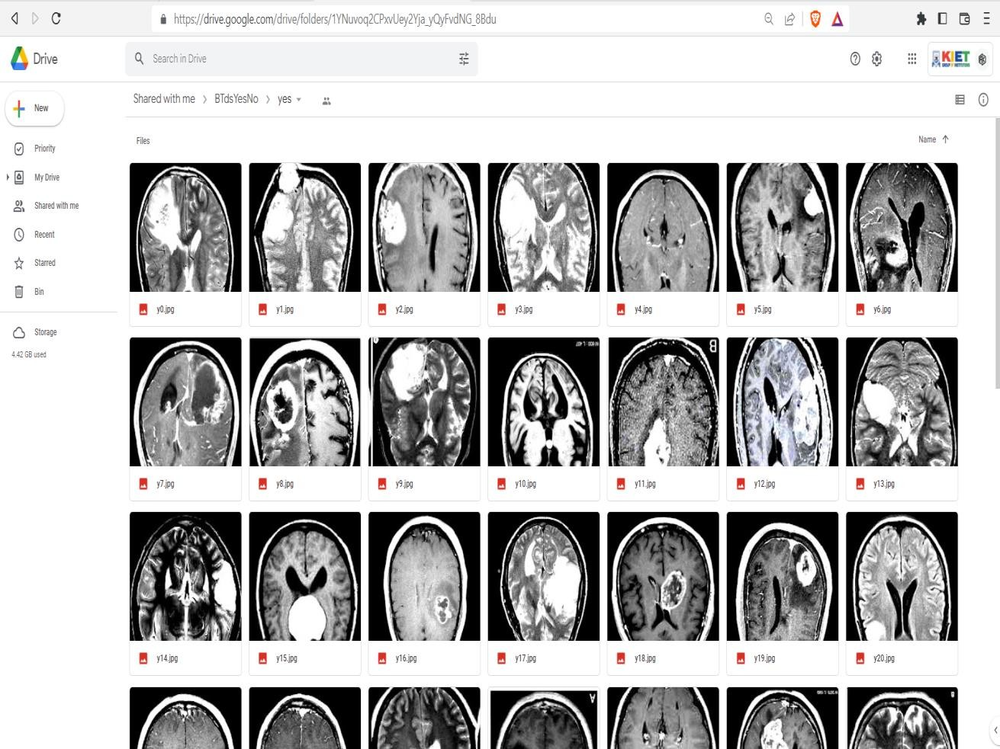 https://drive.google.com/drive/folders/1YNuvoq2CPxvUey2Yja_yQyFvdNG_8Bdu
Drive
Search in Drive
KIET
GROUP OF INSTITUTIONS
New
Shared with me > BTdsYesNo > yes
Priority
My Drive
Shared with me
Recent
Starred
Bin
Storage
4.42 GB used
Files
Name
y0.jpg
y1.jpg
y2.jpg
y3.jpg
y4.jpg
y5.jpg
y6.jpg
B
y7.jpg
y8.jpg
y9.jpg
y10.jpg
y11.jpg
y12.jpg
y13.jpg
y14.jpg
y15.jpg
y16.jpg
y17.jpg
y18.jpg
y19.jpg
y20.jpg
A